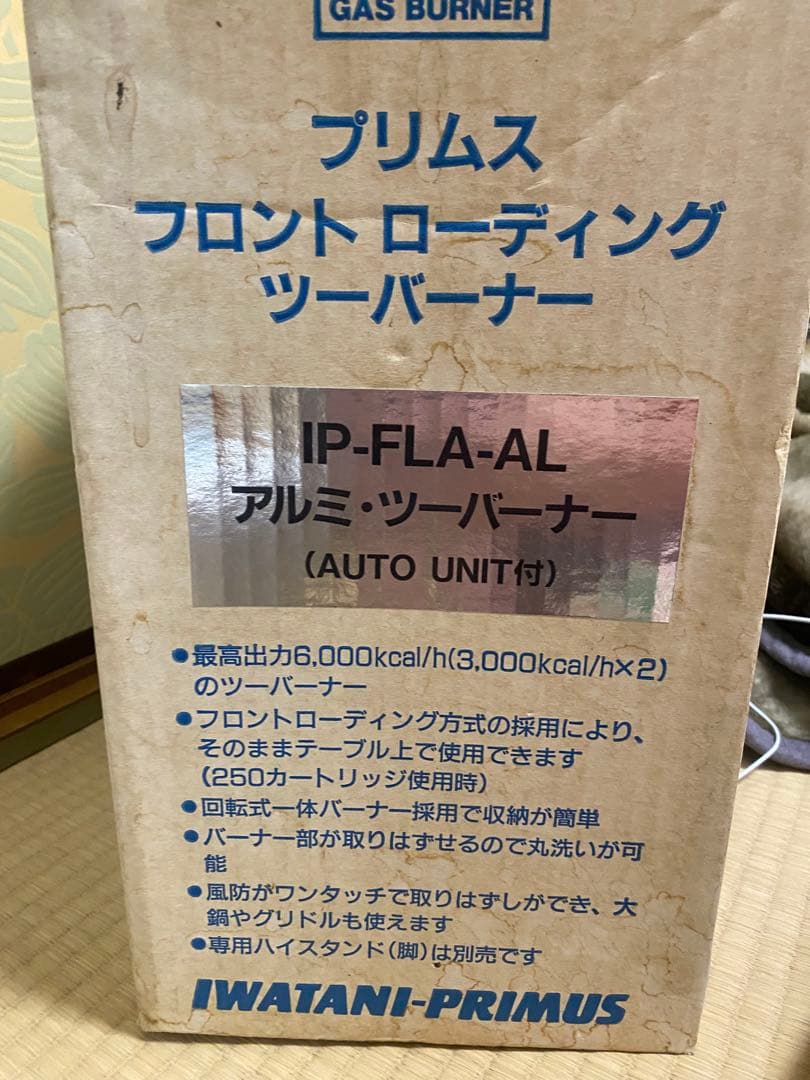 GAS BURNER
プリムス
フロント ローディング
ツーバーナー
IP-FLA-AL
アルミ・ツーバーナー
(AUTO UNIT付)
●最高出力6,000kcal/h(3,000kcal/h×2)
のツーバーナー
●フロントローディング方式の採用により、
そのままテーブル上で使用できます
(250カートリッジ使用時)
●回転式一体バーナー採用で収納が簡単
●バーナー部が取りはずせるので丸洗いが可
能
●風防がワンタッチで取りはずしができ、大
鍋やグリドルも使えます
●専用ハイスタンド(脚)は別売です
IWATANI-PRIMUS